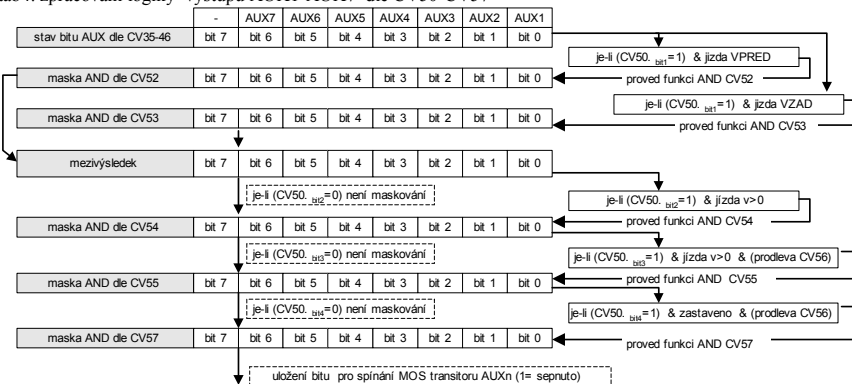 - AUX7 AUX6 AUX5 AUX4 AUX3 AUX2 AUX1
stav bitu AUX dle CV35-46 bit 7 bit 6 bit 5 bit 4 bit 3 bit 2 bit 1 bit 0
je-li (CV50. bit1=1) & jizda VPRED
maska AND dle CV52 bit 7 bit 6 bit 5 bit 4 bit 3 bit 2 bit 1 bit 0
proved funkci AND CV52
je-li (CV50. bit1=1) & jizda VZAD
maska AND dle CV53 bit 7 bit 6 bit 5 bit 4 bit 3 bit 2 bit 1 bit 0
proved funkci AND CV53
mezivýsledek bit 7 bit 6 bit 5 bit 4 bit 3 bit 2 bit 1 bit 0
je-li (CV50. bit2=0) není maskování
je-li (CV50. bit2=1) & jízda v>0
maska AND dle CV54 bit 7 bit 6 bit 5 bit 4 bit 3 bit 2 bit 1 bit 0
proved funkci AND CV54
je-li (CV50. bit3=0) není maskování
je-li (CV50. bit3=1) & jízda v>0 & (prodleva CV56)
maska AND dle CV55 bit 7 bit 6 bit 5 bit 4 bit 3 bit 2 bit 1 bit 0
proved funkci AND CV55
je-li (CV50. bit4=0) není maskování
je-li (CV50. bit4=1) & zastaveno & (prodleva CV56)
maska AND dle CV57 bit 7 bit 6 bit 5 bit 4 bit 3 bit 2 bit 1 bit 0
proved funkci AND CV57
uložení bitu pro spínání MOS transitoru AUXn (1= sepnuto)